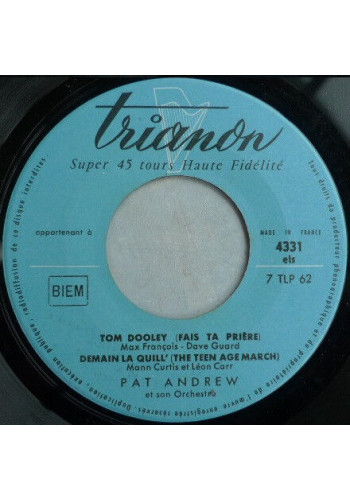 trianon
Super 45 tours Haute Fidélité
appartenant à
MADE IN FRANCE
4331
els
BIEM
7 TLP 62
TOM DOOLEY (FAIS TA PRIÈRE)
Max François - Dave Guard
DEMAIN LA QUILL' (THE TEEN AGE MARCH)
Mann Curtis et Léon Carr
PAT ANDREW
et son Orchestre